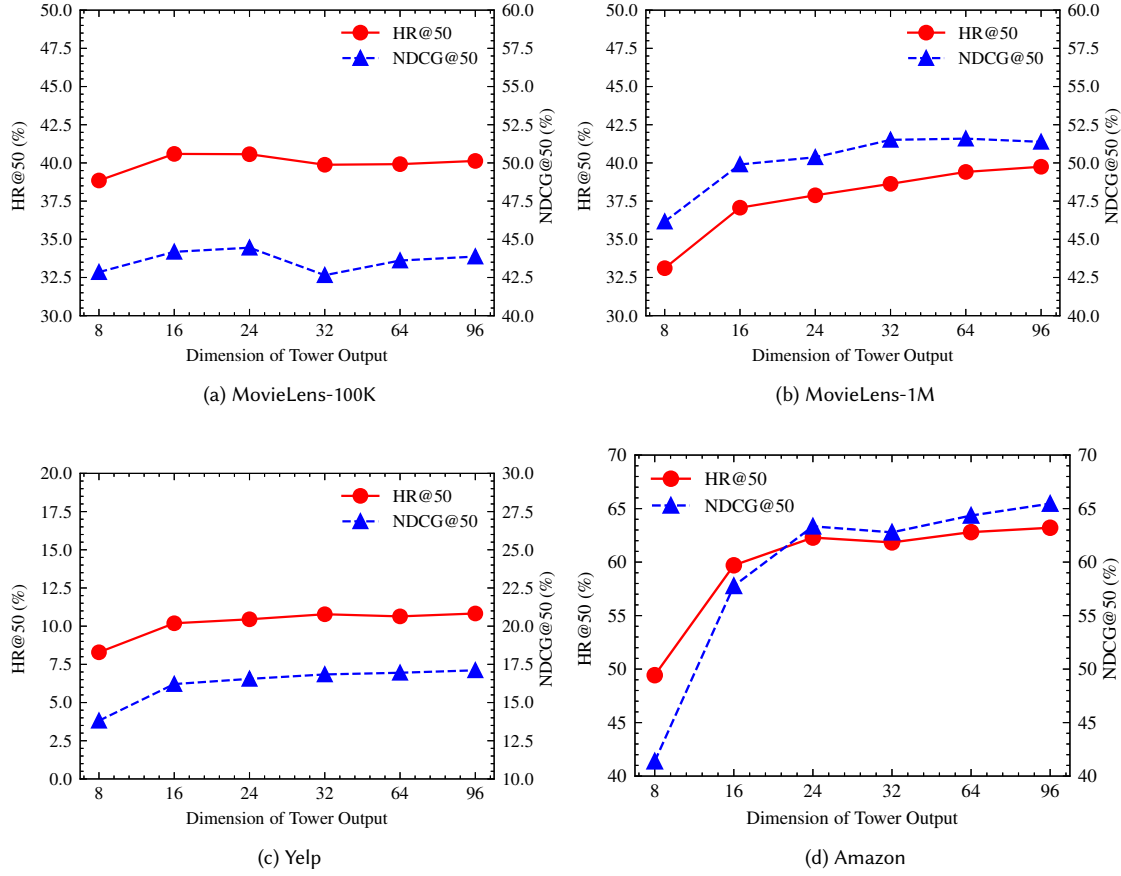 50.0
47.5
45.0
42.5
40.0
37.5
35.0
32.5
30.0
HR@50 (%)
HR@50
NDCG@50
60.0
57.5
55.0
52.5
50.0
47.5
45.0
42.5
40.0
NDCG@50 (%)
8 16 24 32 64 96
Dimension of Tower Output
(a) MovieLens-100K
50.0
47.5
45.0
42.5
40.0
37.5
35.0
32.5
30.0
HR@50 (%)
HR@50
NDCG@50
60.0
57.5
55.0
52.5
50.0
47.5
45.0
42.5
40.0
NDCG@50 (%)
8 16 24 32 64 96
Dimension of Tower Output
(b) MovieLens-1M
20.0
17.5
15.0
12.5
10.0
7.5
5.0
2.5
0.0
HR@50 (%)
HR@50
NDCG@50
30.0
27.5
25.0
22.5
20.0
17.5
15.0
12.5
10.0
NDCG@50 (%)
8 16 24 32 64 96
Dimension of Tower Output
(c) Yelp
70
65
60
55
50
45
40
HR@50 (%)
HR@50
NDCG@50
70
65
60
55
50
45
40
NDCG@50 (%)
8 16 24 32 64 96
Dimension of Tower Output
(d) Amazon